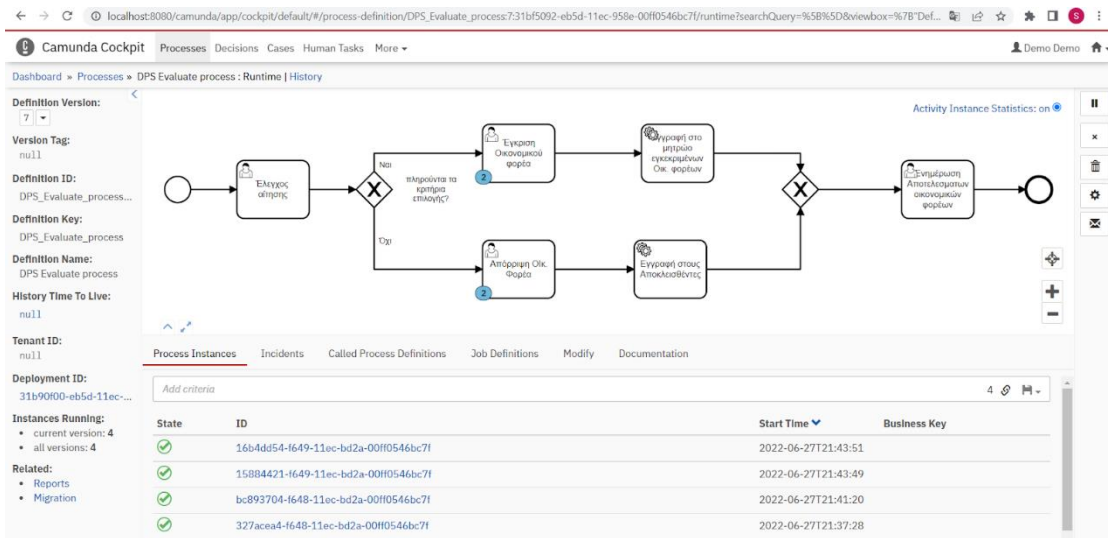 localhost:8080/camunda/app/cockpit/default/#/process-definition/DPS_Evaluate_process:7:31bf5092-eb5d-11ec-958e-00ff0546bc7f/runtime?searchQuery=%5B%5D&viewbox=%7B"Def...
S
Camunda Cockpit Processes Decisions Cases Human Tasks More
Demo Demo
Dashboard » Processes » DPS Evaluate process : Runtime | History
Definition Version:
7
Version Tag:
null
Definition ID:
DPS_Evaluate_process...
Definition Key:
DPS_Evaluate_process
Definition Name:
DPS Evaluate process
History Time To Live:
null
Tenant ID:
null
Deployment ID:
31b90f00-eb5d-11ec-...
Instances Running:
• current version: 4
• all versions: 4
Related:
• Reports
• Migration
Activity Instance Statistics: on
Έλεγχος
αίτησης
Ναι
πληρούνται τα
κριτήρια
επιλογής?
Όχι
Έγκριση
Οικονομικού
φορέα
2
Εγγραφή στο
μητρώο
εγκεκριμένων
Οικ. φορέων
Απόρριψη Οικ.
Φορέα
2
Εγγραφή στους
Αποκλεισθέντες
Ενημέρωση
Αποτελεσματων
οικονομικών
φορέων
Process Instances Incidents Called Process Definitions Job Definitions Modify Documentation
Add criteria 4
State ID Start Time Business Key
16b4dd54-f649-11ec-bd2a-00ff0546bc7f 2022-06-27T21:43:51
15884421-f649-11ec-bd2a-00ff0546bc7f 2022-06-27T21:43:49
bc893704-f648-11ec-bd2a-00ff0546bc7f 2022-06-27T21:41:20
327acea4-f648-11ec-bd2a-00ff0546bc7f 2022-06-27T21:37:28